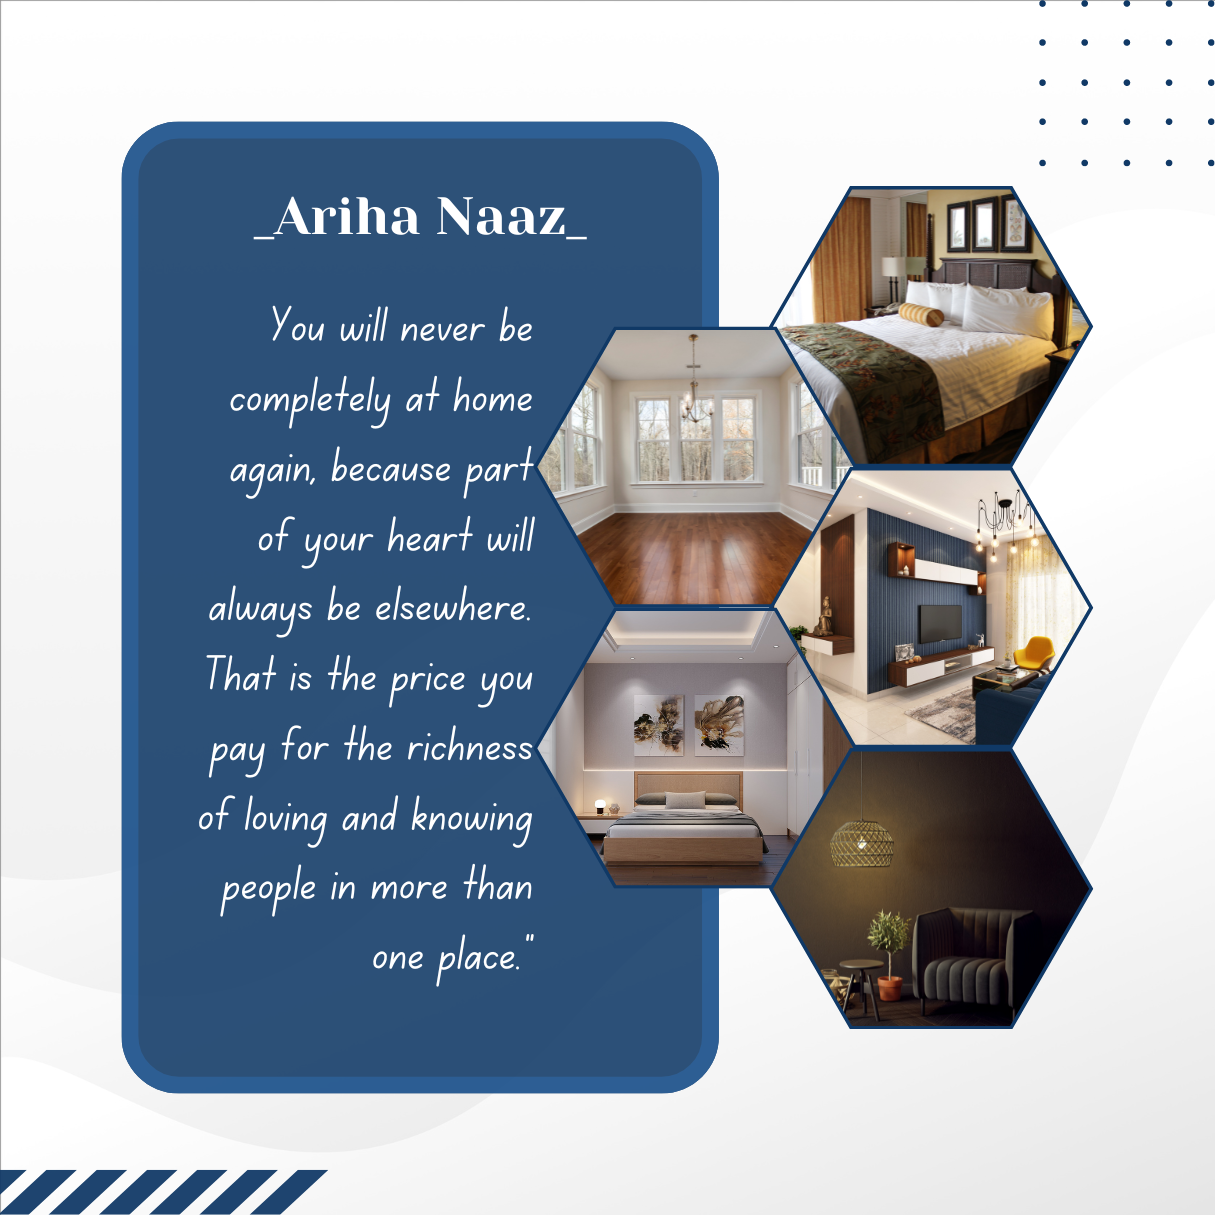 _Ariha Naaz_
You will never be
completely at home
again, because part
of your heart will
always be elsewhere.
That is the price you
pay for the richness
of loving and knowing
people in more than
one place."